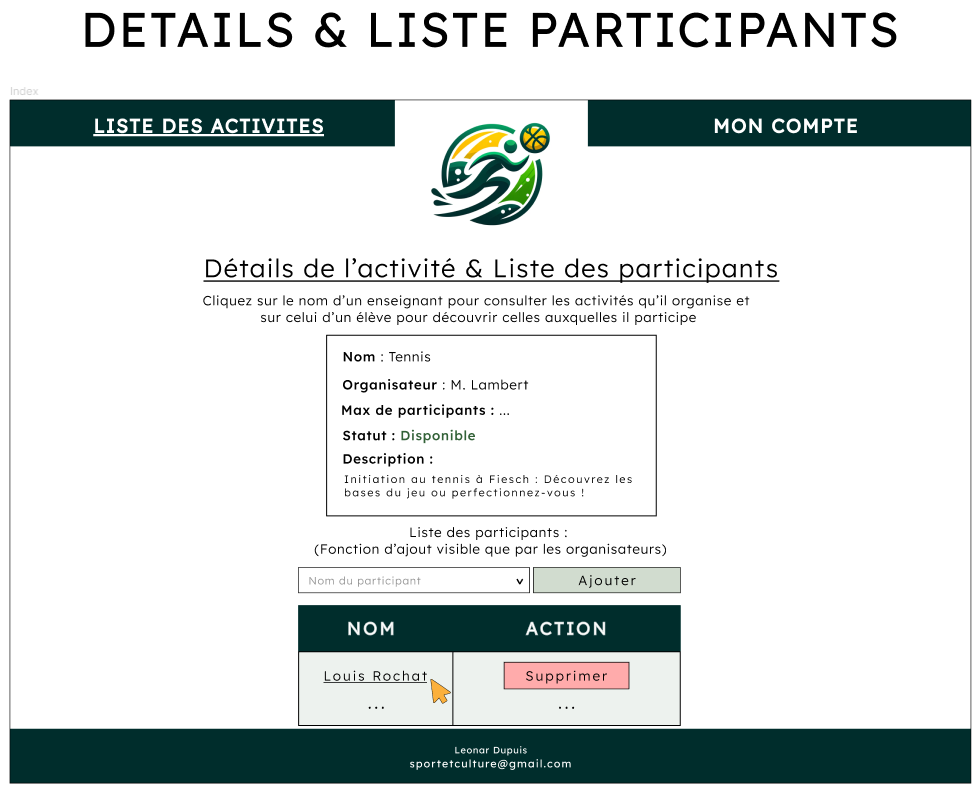 DETAILS & LISTE PARTICIPANTS
Index
LISTE DES ACTIVITES
MON COMPTE
Détails de l’activité & Liste des participants
Cliquez sur le nom d’un enseignant pour consulter les activités qu’il organise et
sur celui d’un élève pour découvrir celles auxquelles il participe
Nom : Tennis
Organisateur : M. Lambert
Max de participants : ...
Statut : Disponible
Description :
Initiation au tennis à Fiesch : Découvrez les
bases du jeu ou perfectionnez-vous !
Liste des participants :
(Fonction d’ajout visible que par les organisateurs)
Nom du participant
Ajouter
NOM
ACTION
Louis Rochat
Supprimer
...
...
Leonar Dupuis
sportetculture@gmail.com